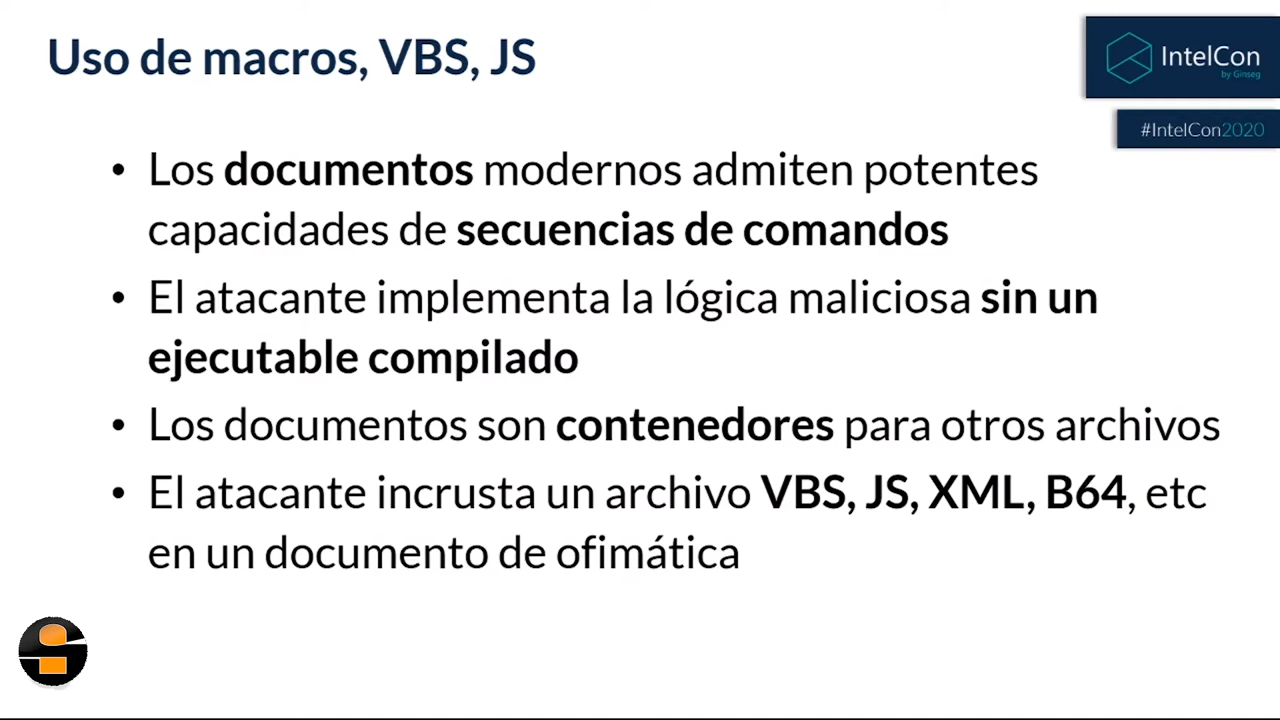 Uso de macros, VBS, JS
IntelCon
by Ginseg
#IntelCon2020
• Los documentos modernos admiten potentes
capacidades de secuencias de comandos
• El atacante implementa la lógica maliciosa sin un
ejecutable compilado
• Los documentos son contenedores para otros archivos
• El atacante incrusta un archivo VBS, JS, XML, B64, etc
en un documento de ofimática